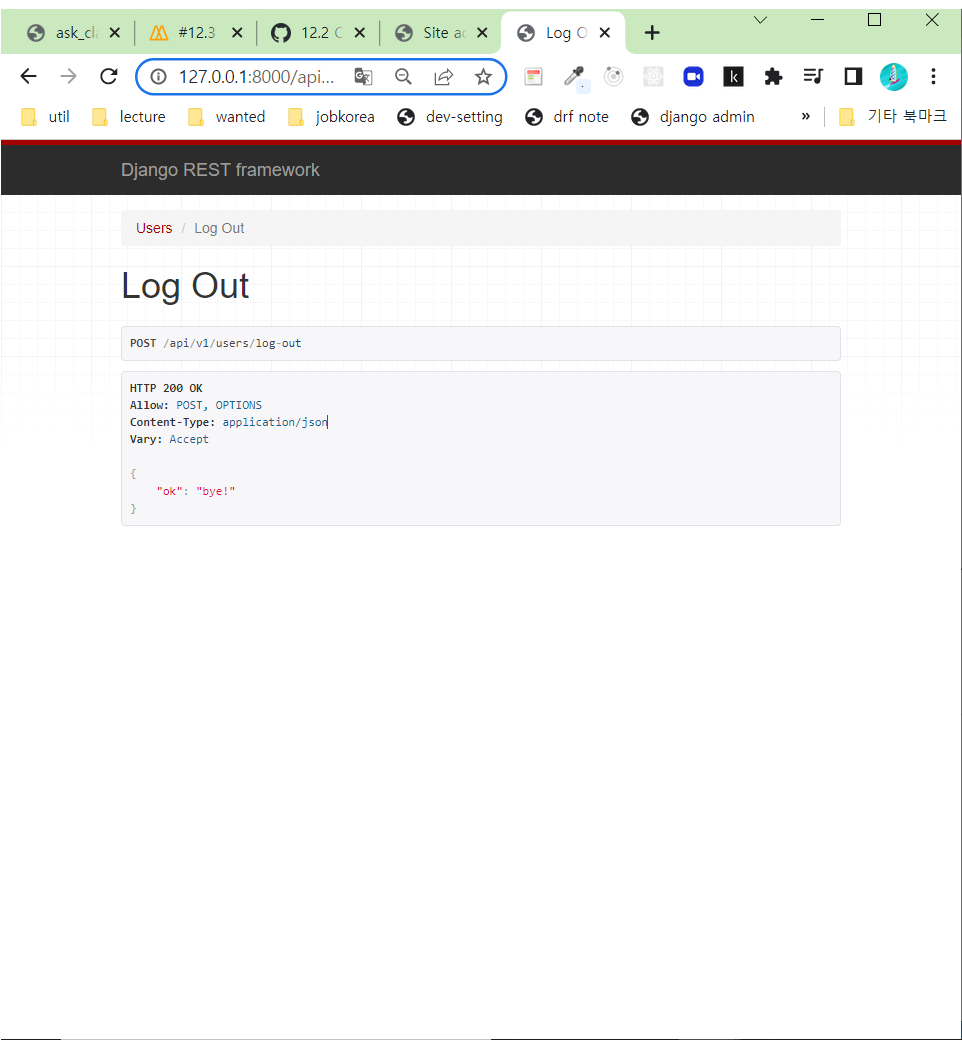 ask_cl
#12.3
12.2 C
Site ac
Log O
127.0.0.1:8000/api...
k
util
lecture
wanted
jobkorea
dev-setting
drf note
django admin
»
기타 북마크
Django REST framework
Users / Log Out
Log Out
POST /api/v1/users/log-out
HTTP 200 OK
Allow: POST, OPTIONS
Content-Type: application/json
Vary: Accept
{
"ok": "bye!"
}